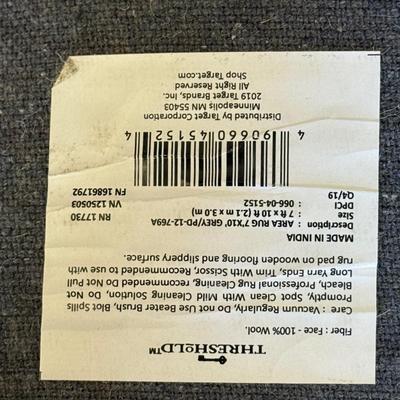 THRESHOLD™
Fiber : Face - 100% Wool.
Care : Vacuum Regularly, Do not Use Beater Brush, Blot Spills
Promptly, Spot Clean With Mild Cleaning Solution, Do Not
Bleach, Professional Rug Cleaning, Recommended Do Not Pull
Long Yarn Ends, Trim With Scissor, Recommended to use with
rug pad on wooden flooring and slippery surface.
MADE IN INDIA
Description : AREA RUG 7'X10', GREY/PD-12-769A
Size : 7 ft x 10 ft (2.1 m x 3.0 m)
DPCI : 066-04-5152
Q4/19
RN 17730
VN 1250503
FN 16861792
4 90660 45152 4
Distribute by Target Corporation
Minneapolis MN 55403
2019 Target Brands, Inc.
All Right Reserved
Shop Target.com